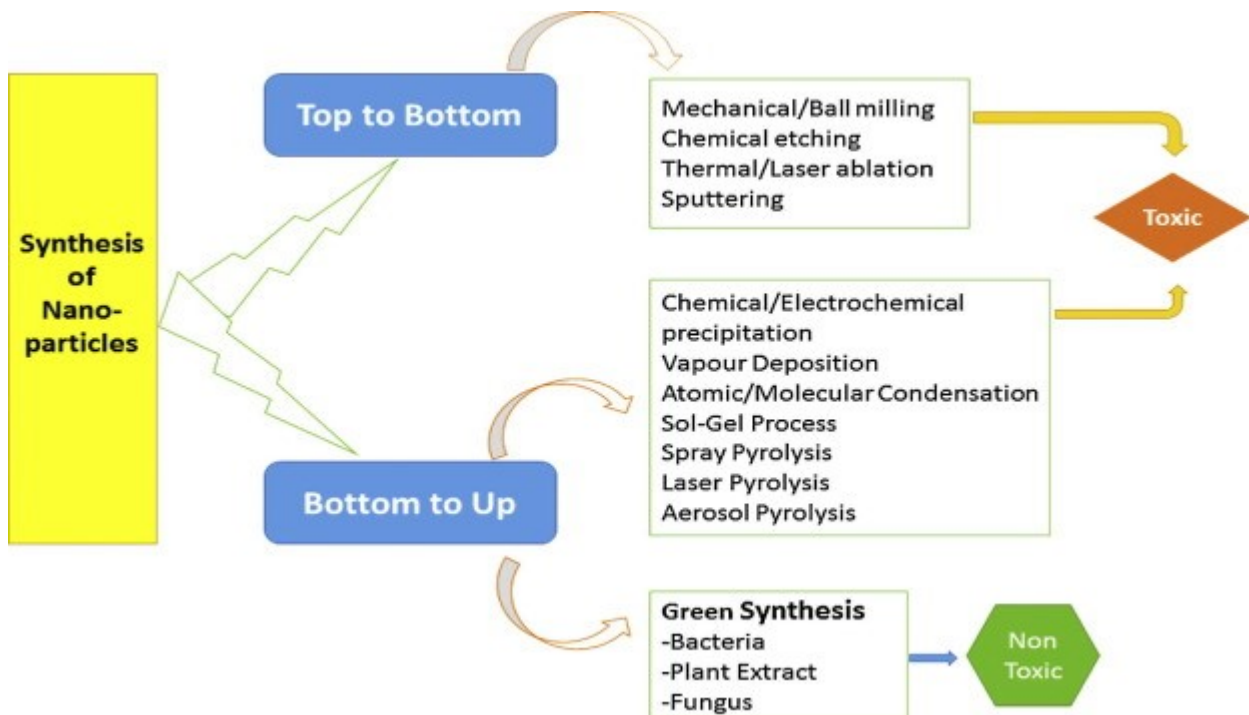 Synthesis
of
Nano-
particles
Top to Bottom
Mechanical/Ball milling
Chemical etching
Thermal/Laser ablation
Sputtering
Toxic
Chemical/Electrochemical
precipitation
Vapour Deposition
Atomic/Molecular Condensation
Sol-Gel Process
Spray Pyrolysis
Laser Pyrolysis
Aerosol Pyrolysis
Bottom to Up
Green Synthesis
-Bacteria
-Plant Extract
-Fungus
Non
Toxic